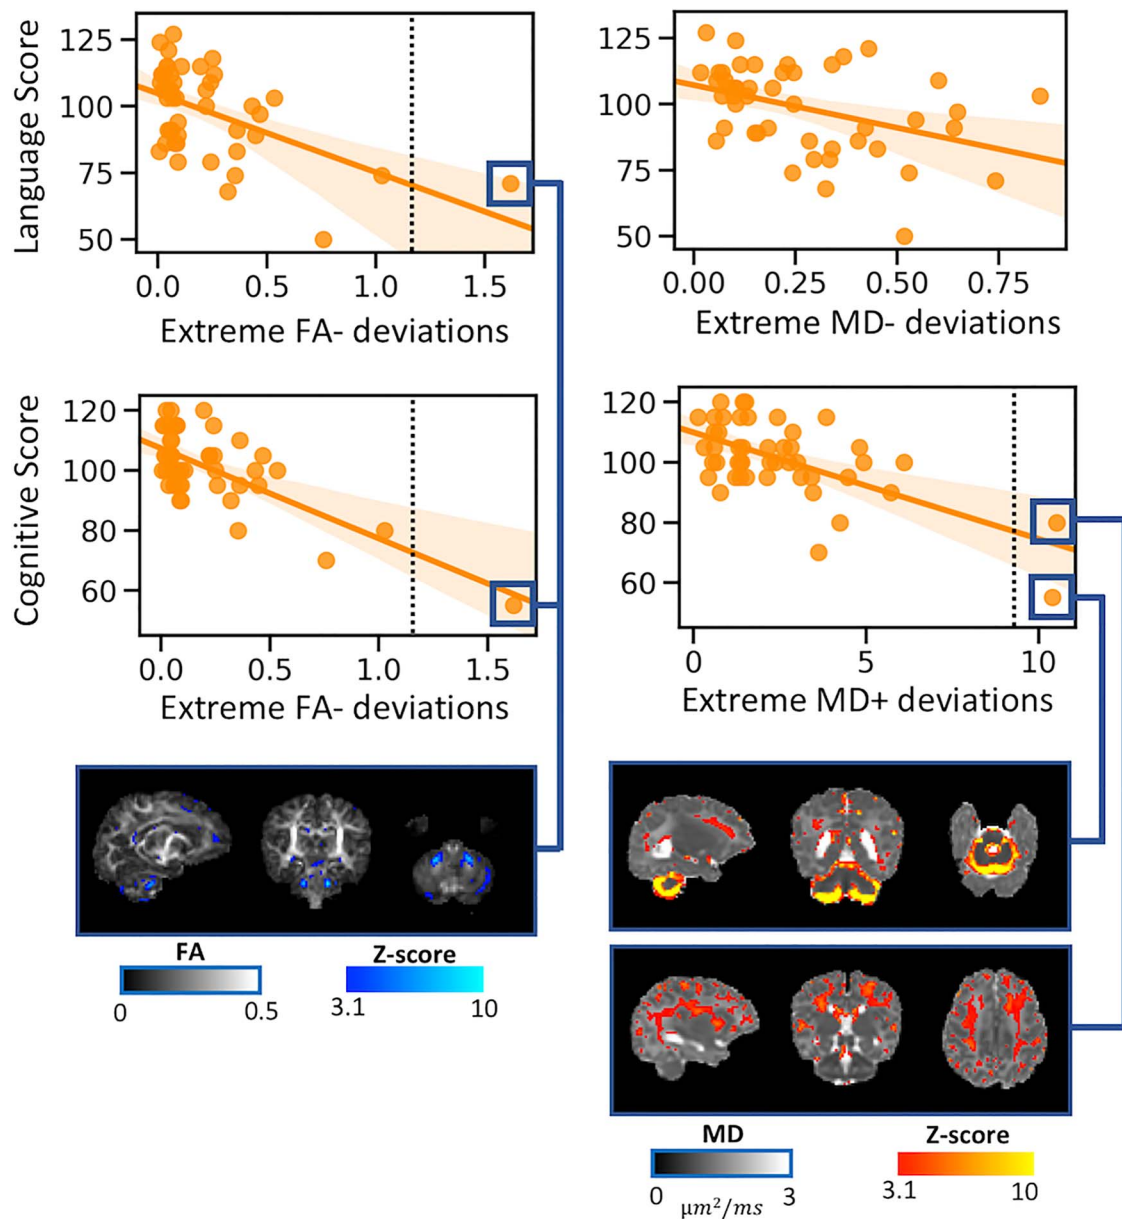 Language Score
125
100
75
50
0.0 0.5 1.0 1.5
Extreme FA- deviations
125
100
75
50
0.00 0.25 0.50 0.75
Extreme MD- deviations
Cognitive Score
120
100
80
60
0.0 0.5 1.0 1.5
Extreme FA- deviations
120
100
80
60
0 5 10
Extreme MD+ deviations
FA
0 0.5
Z-score
3.1 10
MD
0 3
μm²/ms
Z-score
3.1 10